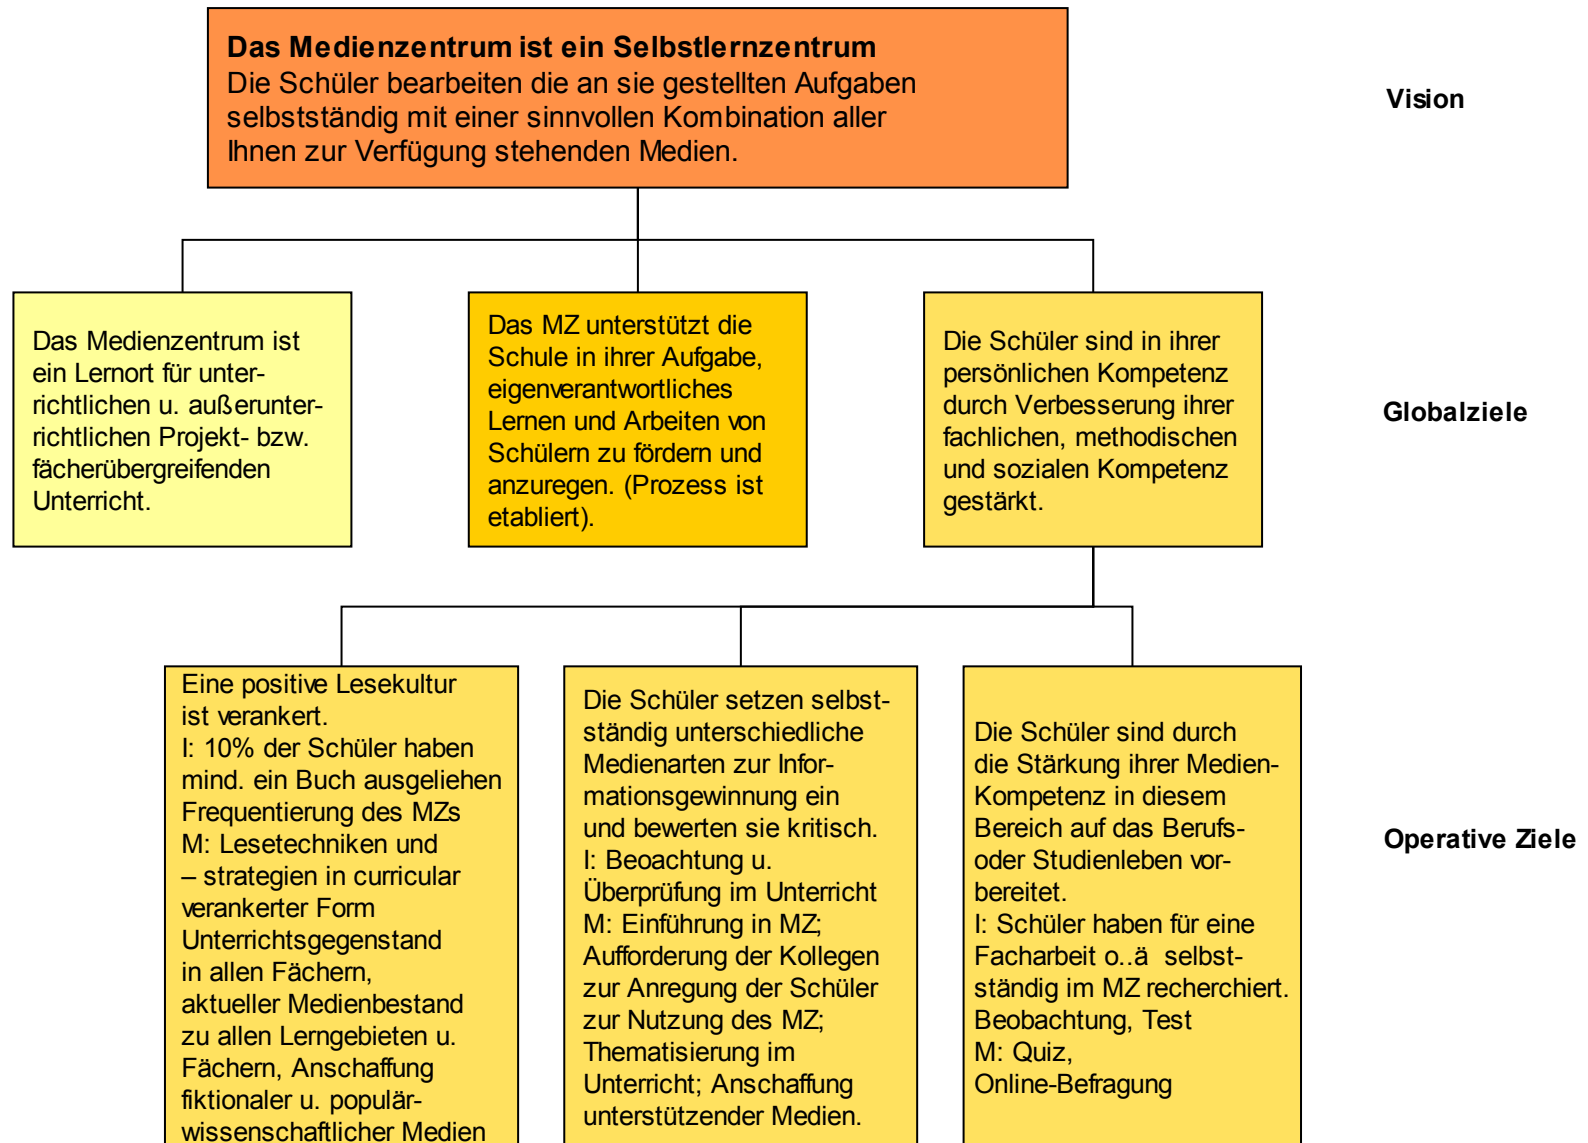 Das Medienzentrum ist ein Selbstlernzentrum
Die Schüler bearbeiten die an sie gestellten Aufgaben
selbstständig mit einer sinnvollen Kombination aller
Ihnen zur Verfügung stehenden Medien.
Vision
Das Medienzentrum ist
ein Lernort für unter-
richtlichen u. außerunter-
richtlichen Projekt- bzw.
fächerübergreifenden
Unterricht.
Das MZ unterstützt die
Schule in ihrer Aufgabe,
eigenverantwortliches
Lernen und Arbeiten von
Schülern zu fördern und
anzuregen. (Prozess ist
etabliert).
Die Schüler sind in ihrer
persönlichen Kompetenz
durch Verbesserung ihrer
fachlichen, methodischen
und sozialen Kompetenz
gestärkt.
Globalziele
Eine positive Lesekultur
ist verankert.
I: 10% der Schüler haben
mind. ein Buch ausgeliehen
Frequentierung des MZs
M: Lesetechniken und
– strategien in curricular
verankerter Form
Unterrichtsgegenstand
in allen Fächern,
aktueller Medienbestand
zu allen Lerngebieten u.
Fächern, Anschaffung
fiktionaler u. populär-
wissenschaftlicher Medien
Die Schüler setzen selbst-
ständig unterschiedliche
Medienarten zur Infor-
mationsgewinnung ein
und bewerten sie kritisch.
I: Beoachtung u.
Überprüfung im Unterricht
M: Einführung in MZ;
Aufforderung der Kollegen
zur Anregung der Schüler
zur Nutzung des MZ;
Thematisierung im
Unterricht; Anschaffung
unterstützender Medien.
Die Schüler sind durch
die Stärkung ihrer Medien-
Kompetenz in diesem
Bereich auf das Berufs-
oder Studienleben vor-
bereitet.
I: Schüler haben für eine
Facharbeit o..ä selbst-
ständig im MZ recherchiert.
Beobachtung, Test
M: Quiz,
Online-Befragung
Operative Ziele